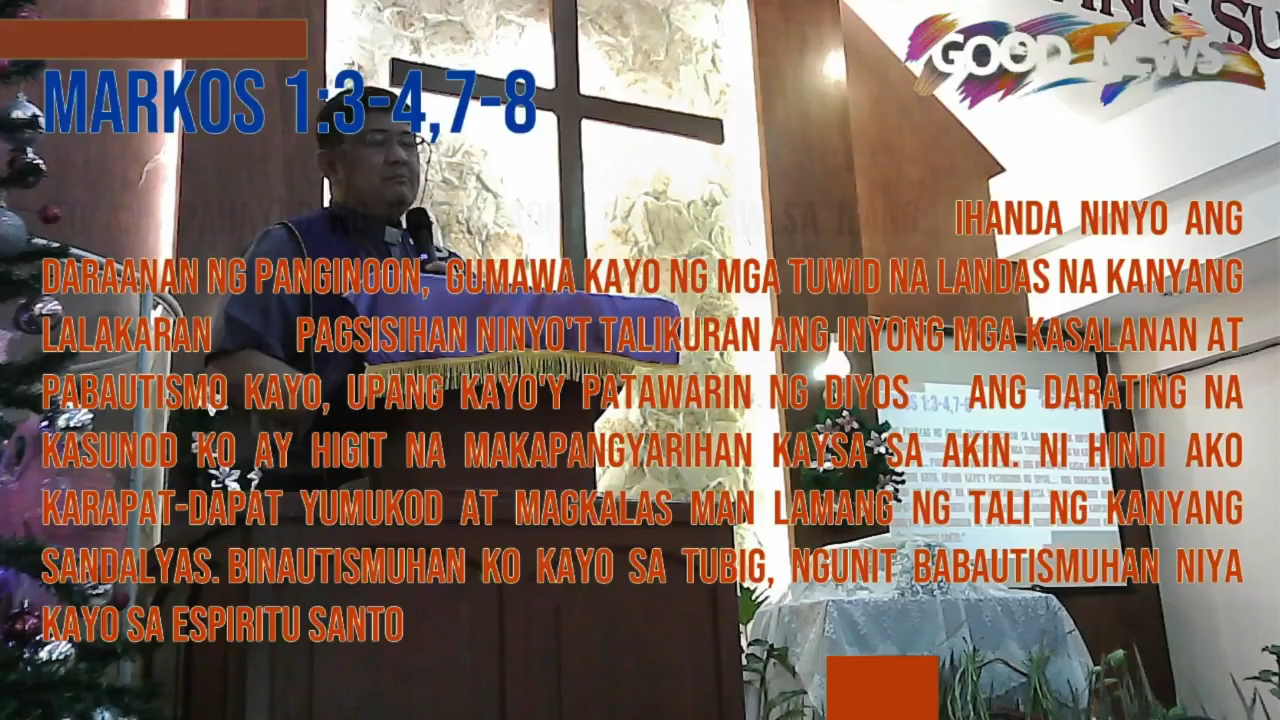 GOOD NEWS
MARKOS 1:3-4,7-8
IHANDA NINYO ANG
DARAANAN NG PANGINOON, GUMAWA KAYO NG MGA TUWID NA LANDAS NA KANYANG
LALAKARAN PAGSISIHAN NINYO'T TALIKURAN ANG INYONG MGA KASALANAN AT
PABAUTISMO KAYO, UPANG KAYO'Y PATAWARIN NG DIYOS ANG DARATING NA
KASUNOD KO AY HIGIT NA MAKAPANGYARIHAN KAYSA SA AKIN. NI HINDI AKO
KARAPAT-DAPAT YUMUKOD AT MAGKALAS MAN LAMANG NG TALI NG KANYANG
SANDALYAS. BINAUTISMUHAN KO KAYO SA TUBIG, NGUNIT BABAUTISMUHAN NIYA
KAYO SA ESPIRITU SANTO